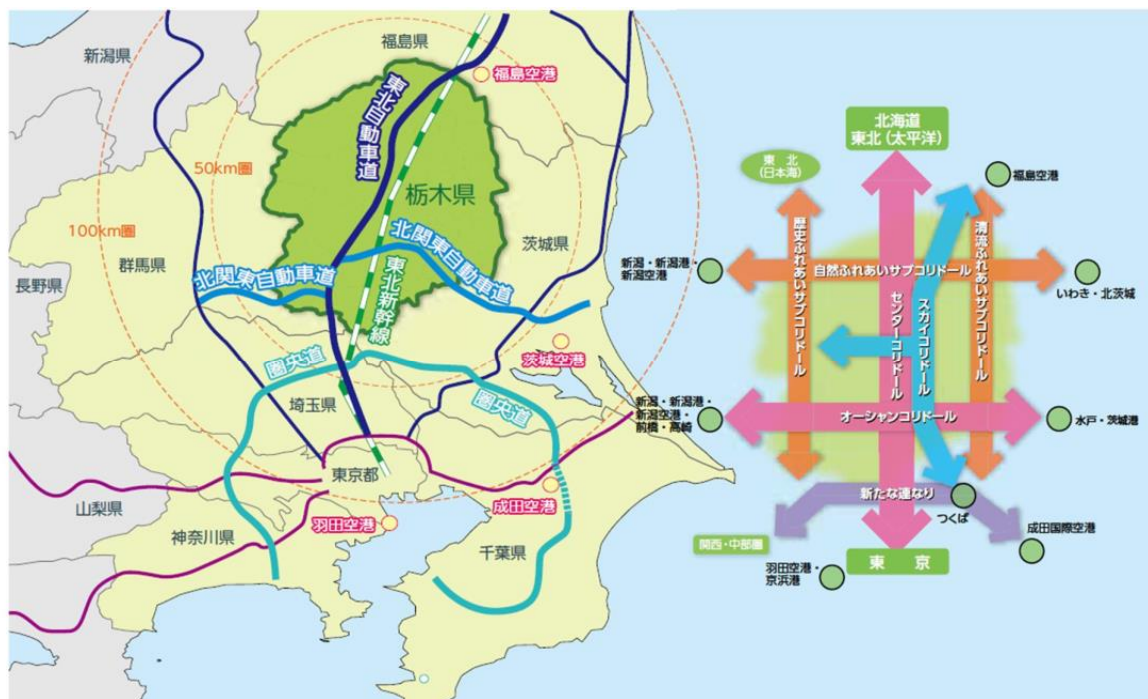 新潟県
福島県
福島空港
東北自動車道
50km圏
栃木県
100km圏
群馬県
北関東自動車道
北関東自動車道
茨城県
長野県
東北新幹線
圏央道
茨城空港
埼玉県
圏央道
東京都
成田空港
山梨県
羽田空港
神奈川県
千葉県
北海道
東北(太平洋)
東 北
(日本海)
福島空港
歴史ふれあいサブコリドール
清流ふれあいサブコリドール
新潟・新潟港・
新潟空港
自然ふれあいサブコリドール
いわき・北茨城
センターコリドール
スカイコリドール
新潟・新潟港・
新潟空港・
前橋・高崎
オーシャンコリドール
水戸・茨城港
新たな連なり
つくば
成田国際空港
関西・中部圏
羽田空港・
京浜港
東 京